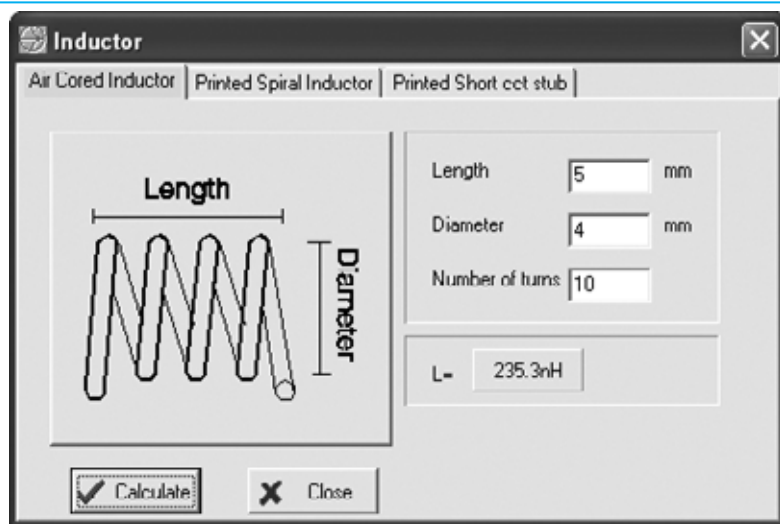 Inductor
Air Cored Inductor Printed Spiral Inductor Printed Short cct stub
Length
Diameter
Length 5 mm
Diameter 4 mm
Number of turns 10
L= 235.3nH
Calculate Close